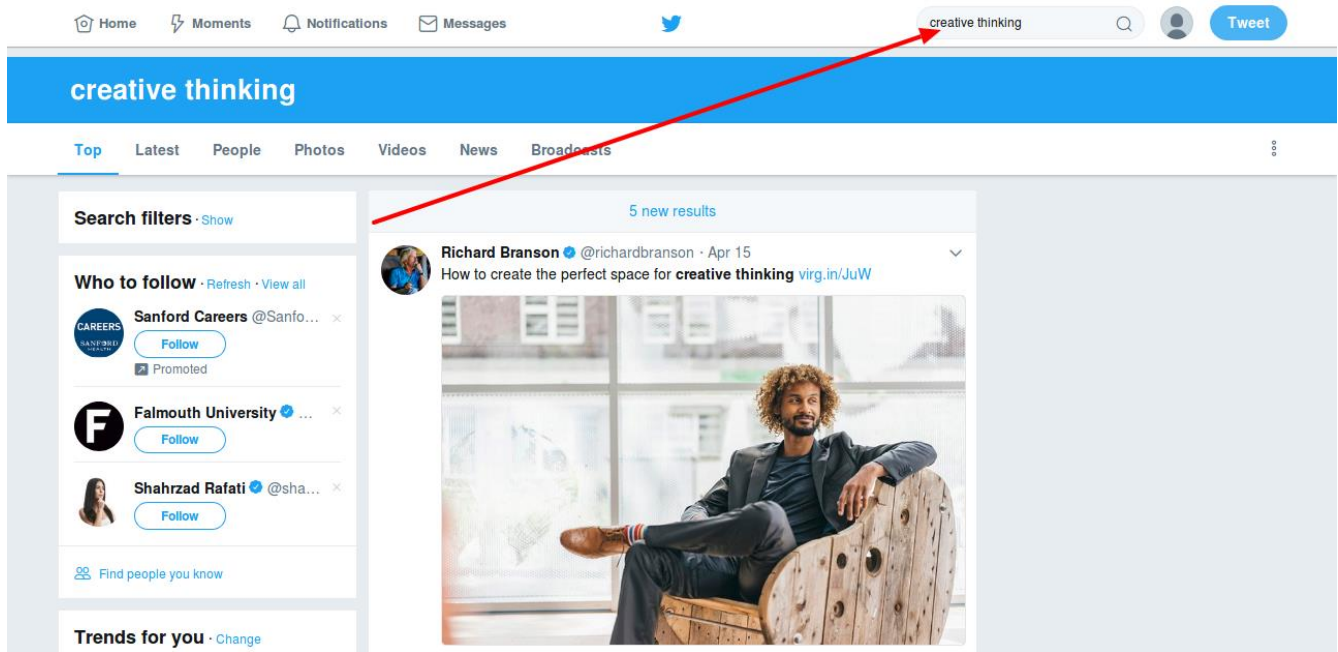 Home Moments Notifications Messages creative thinking Tweet
creative thinking
Top Latest People Photos Videos News Broadcasts
Search filters · Show
Who to follow · Refresh · View all
CAREERS
SANFORD
HEALTH
Sanford Careers @Sanfo...
Follow
Promoted
F
Falmouth University ...
Follow
Shahrzad Rafati @sha...
Follow
Find people you know
Trends for you · Change
5 new results
Richard Branson @richardbranson · Apr 15
How to create the perfect space for creative thinking virg.in/JuW